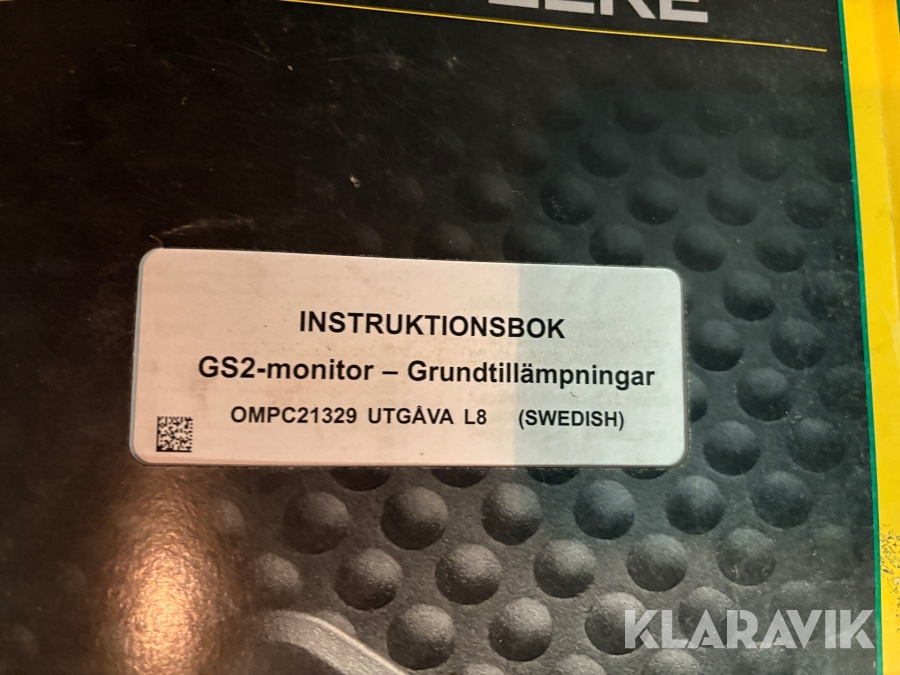 INSTRUKTIONSBOK
GS2-monitor – Grundtillämpningar
OMPC21329 UTGÅVA L8 (SWEDISH)
KLARAVIK